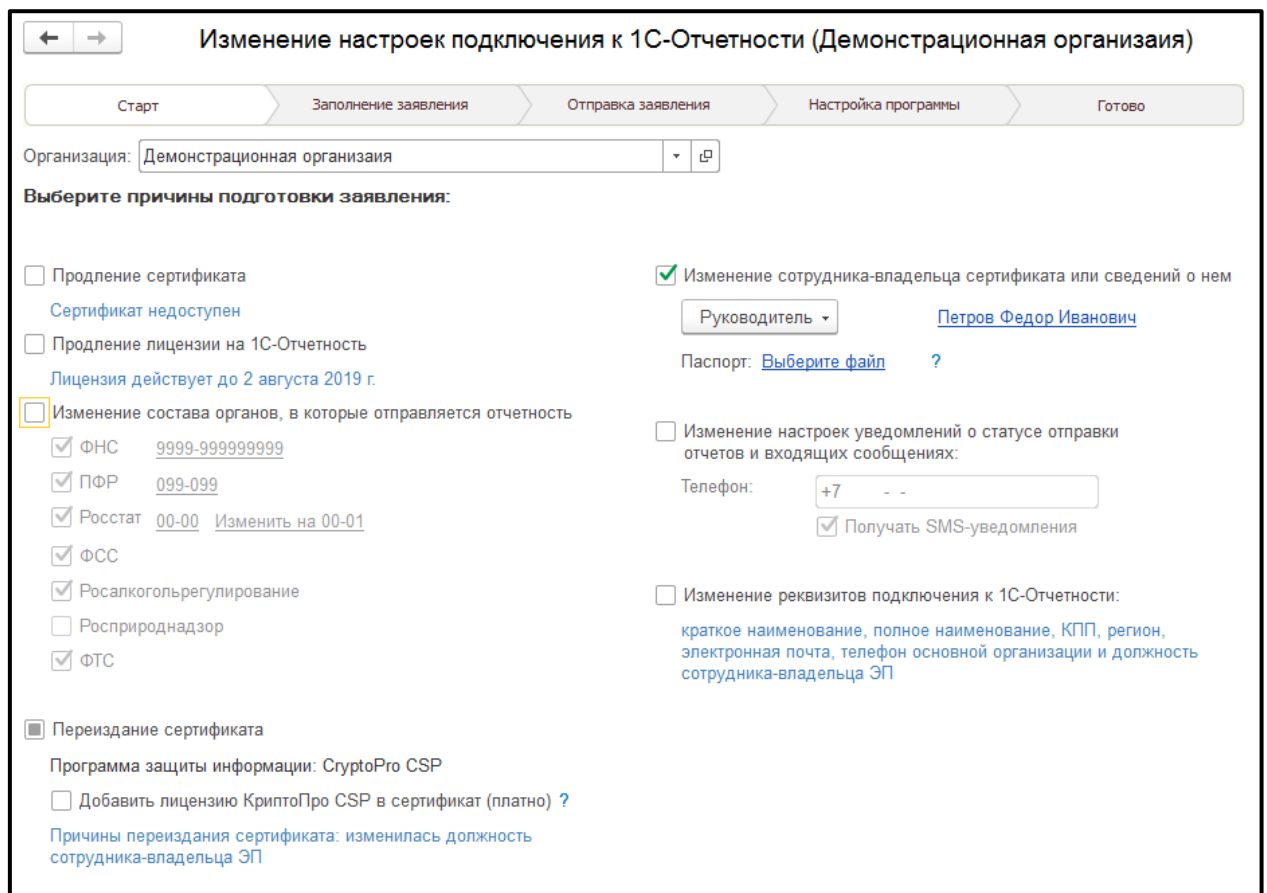 Изменение настроек подключения к 1С-Отчетности (Демонстрационная организаия)
Старт
Заполнение заявления
Отправка заявления
Настройка программы
Готово
Организация: Демонстрационная организаия
Выберите причины подготовки заявления:
Продление сертификата
Сертификат недоступен
Продление лицензии на 1С-Отчетность
Лицензия действует до 2 августа 2019 г.
Изменение состава органов, в которые отправляется отчетность
ФНС 9999-999999999
ПФР 099-099
Росстат 00-00 Изменить на 00-01
ФСС
Росалкогольрегулирование
Росприроднадзор
ФТС
Переиздание сертификата
Программа защиты информации: CryptoPro CSP
Добавить лицензию КриптоПро CSP в сертификат (платно) ?
Причины переиздания сертификата: изменилась должность
сотрудника-владельца ЭП
Изменение сотрудника-владельца сертификата или сведений о нем
Руководитель Петров Федор Иванович
Паспорт: Выберите файл ?
Изменение настроек уведомлений о статусе отправки
отчетов и входящих сообщениях:
Телефон: +7 - -
Получать SMS-уведомления
Изменение реквизитов подключения к 1С-Отчетности:
краткое наименование, полное наименование, КПП, регион,
электронная почта, телефон основной организации и должность
сотрудника-владельца ЭП